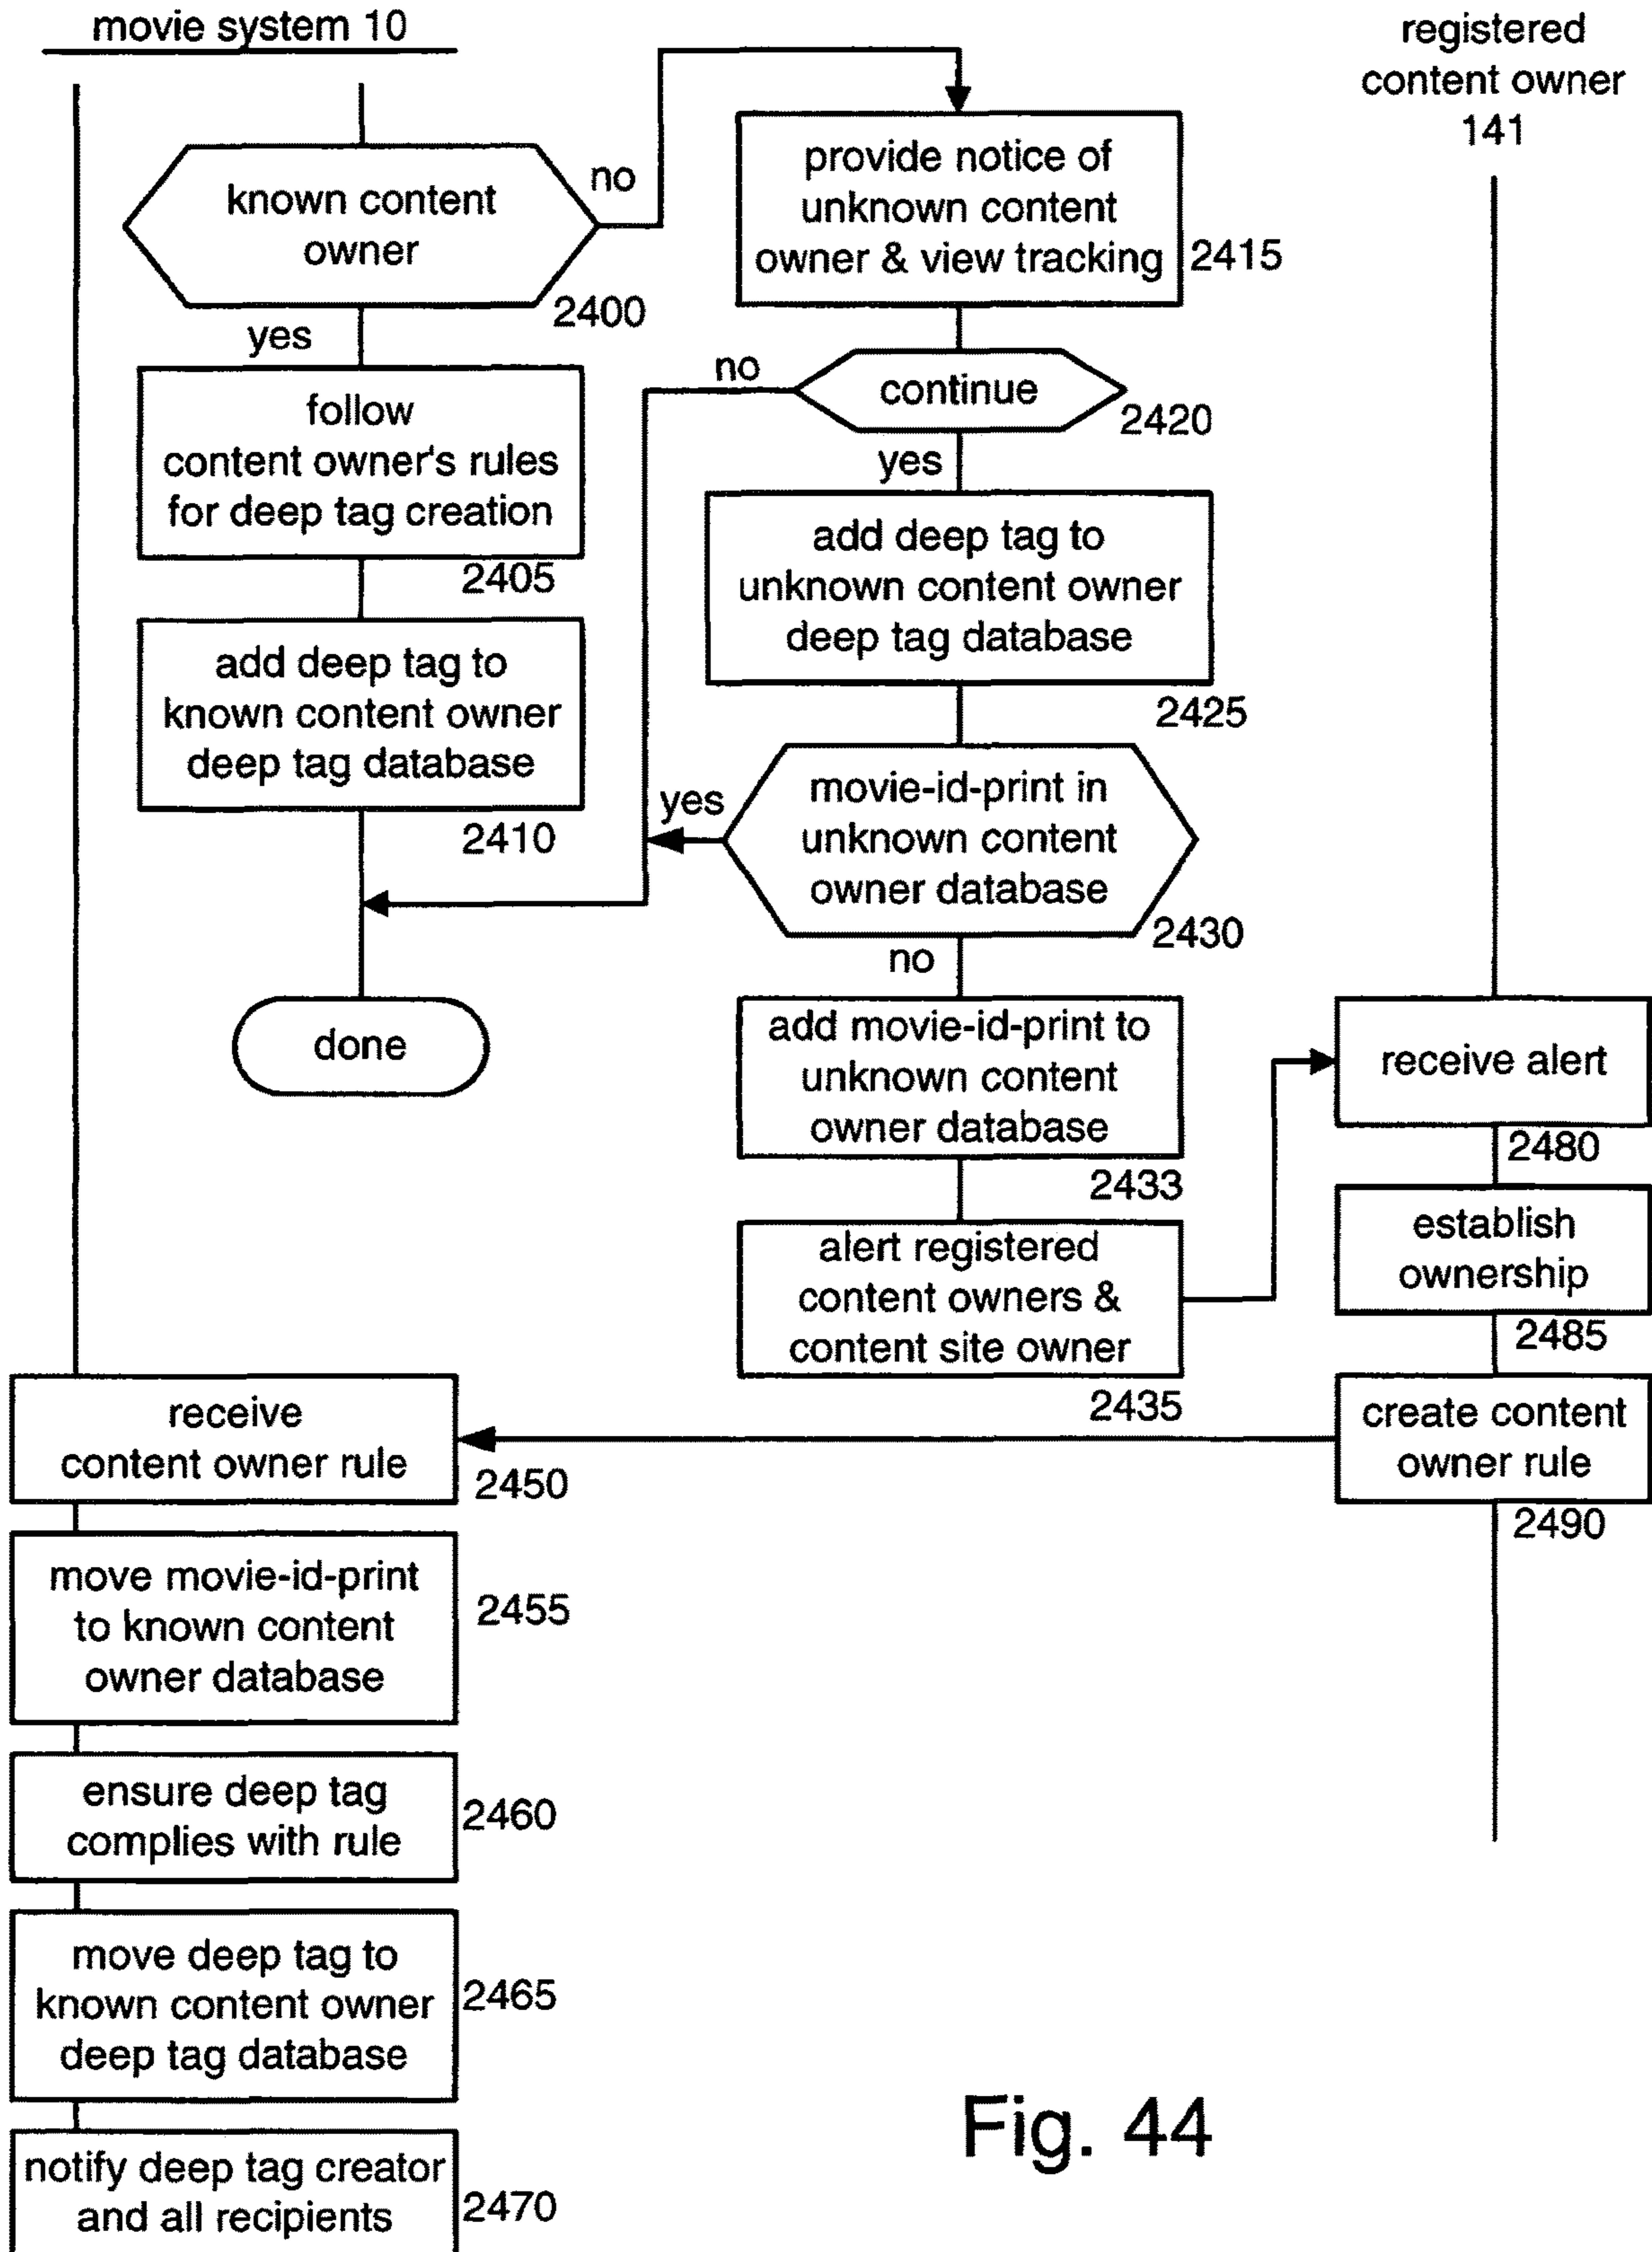 movie system 10
registered
content owner
141
known content
owner
no
2400
yes
provide notice of
unknown content
owner & view tracking
2415
follow
content owner's rules
for deep tag creation
2405
no
continue
2420
yes
add deep tag to
known content owner
deep tag database
2410
add deep tag to
unknown content owner
deep tag database
2425
yes
movie-id-print in
unknown content
owner database
2430
no
done
add movie-id-print to
unknown content
owner database
2433
receive alert
2480
alert registered
content owners &
content site owner
2435
establish
ownership
2485
receive
content owner rule
2450
create content
owner rule
2490
move movie-id-print
to known content
owner database
2455
ensure deep tag
complies with rule
2460
move deep tag to
known content owner
deep tag database
2465
notify deep tag creator
and all recipients
2470
Fig. 44